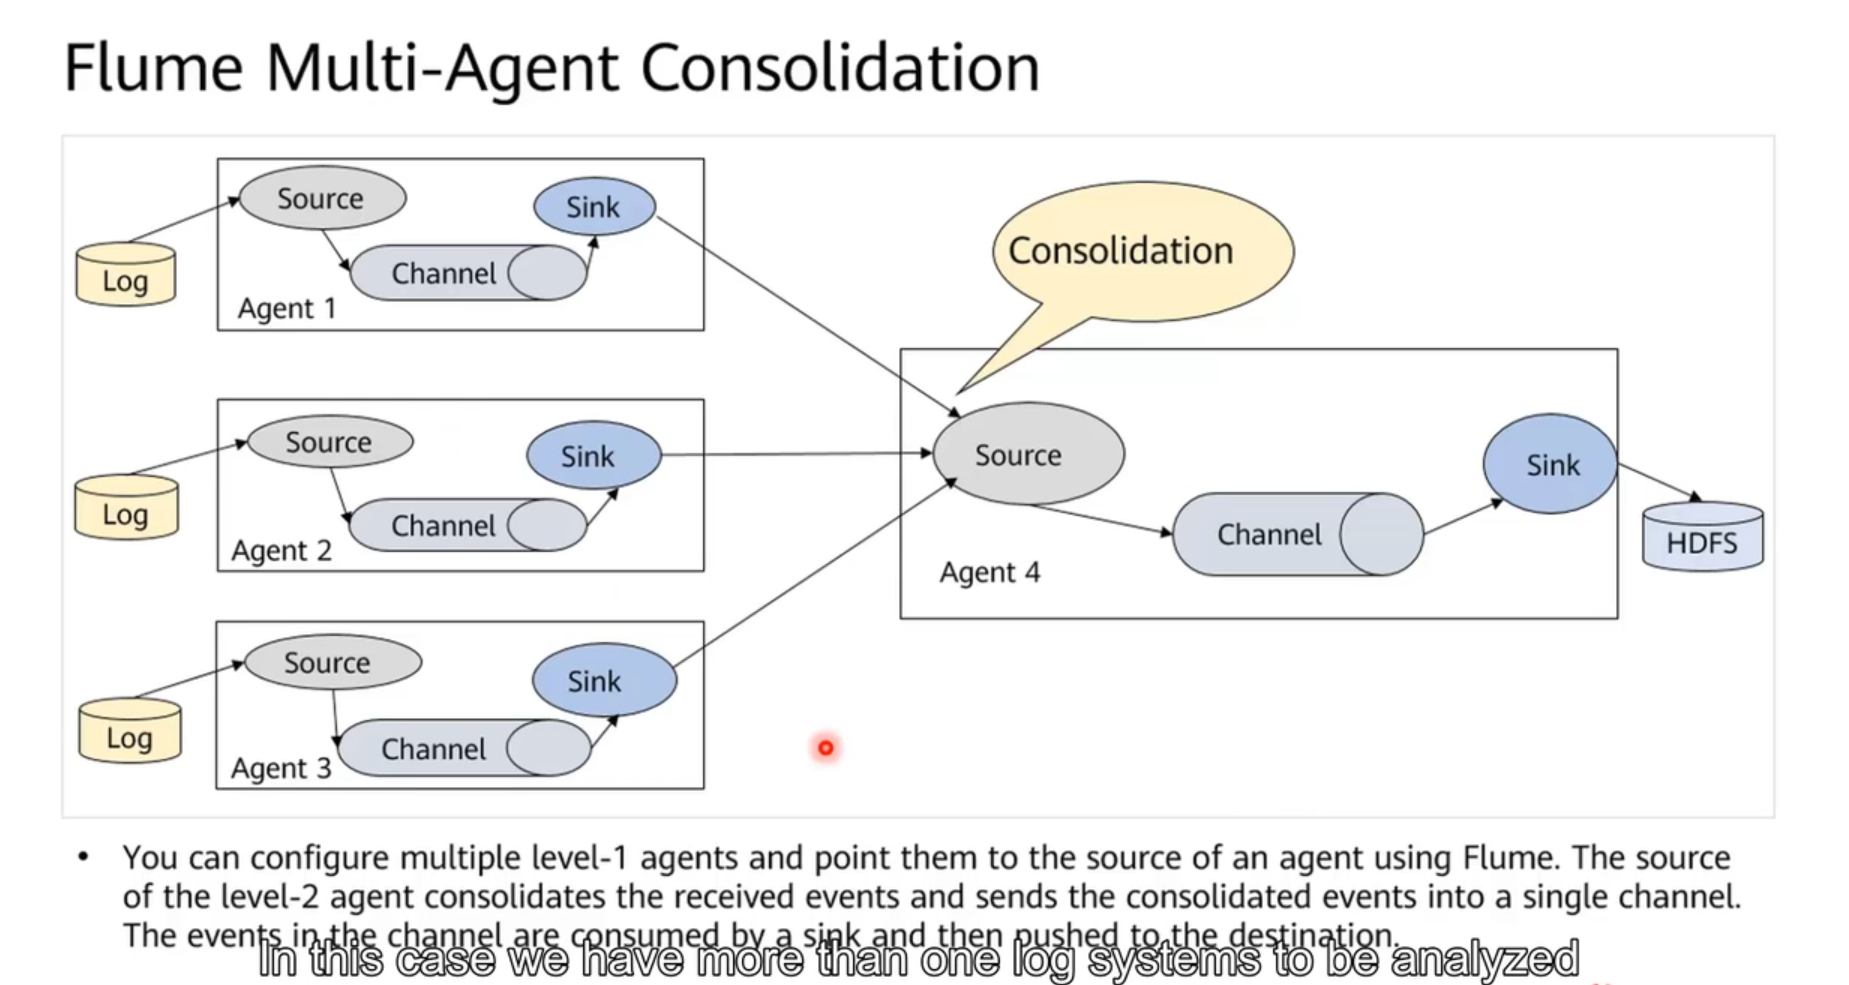 Flume Multi-Agent Consolidation
Source
Sink
Log
Channel
Agent 1
Consolidation
Source
Sink
Log
Channel
Agent 2
Source
Sink
Channel
HDFS
Agent 4
Source
Sink
Log
Channel
Agent 3
• You can configure multiple level-1 agents and point them to the source of an agent using Flume. The source
of the level-2 agent consolidates the received events and sends the consolidated events into a single channel.
The events in the channel are consumed by a sink and then pushed to the destination.
In this case we have more than one log systems to be analyzed